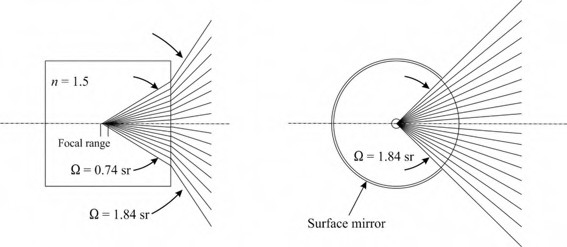 n = 1.5
Focal range
Ω = 0.74 sr
Ω = 1.84 sr
Ω = 1.84 sr
Surface mirror